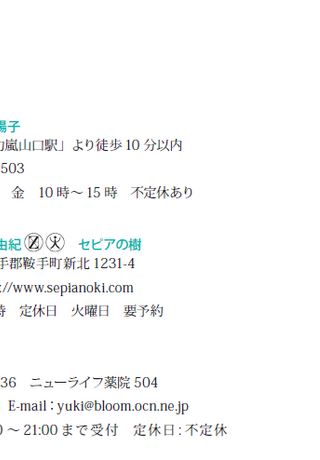 陽子
嵐山口駅」より徒歩 10 分以内
503
金　10 時～ 15 時　不定休あり
由紀 Ⓩ セピアの樹
手郡鞍手町新北 1231-4
://www.sepianoki.com
時　定休日　火曜日　要予約
36　ニューライフ薬院 504
E-mail：yuki@bloom.ocn.ne.jp
0 ～ 21:00 まで受付　定休日：不定休